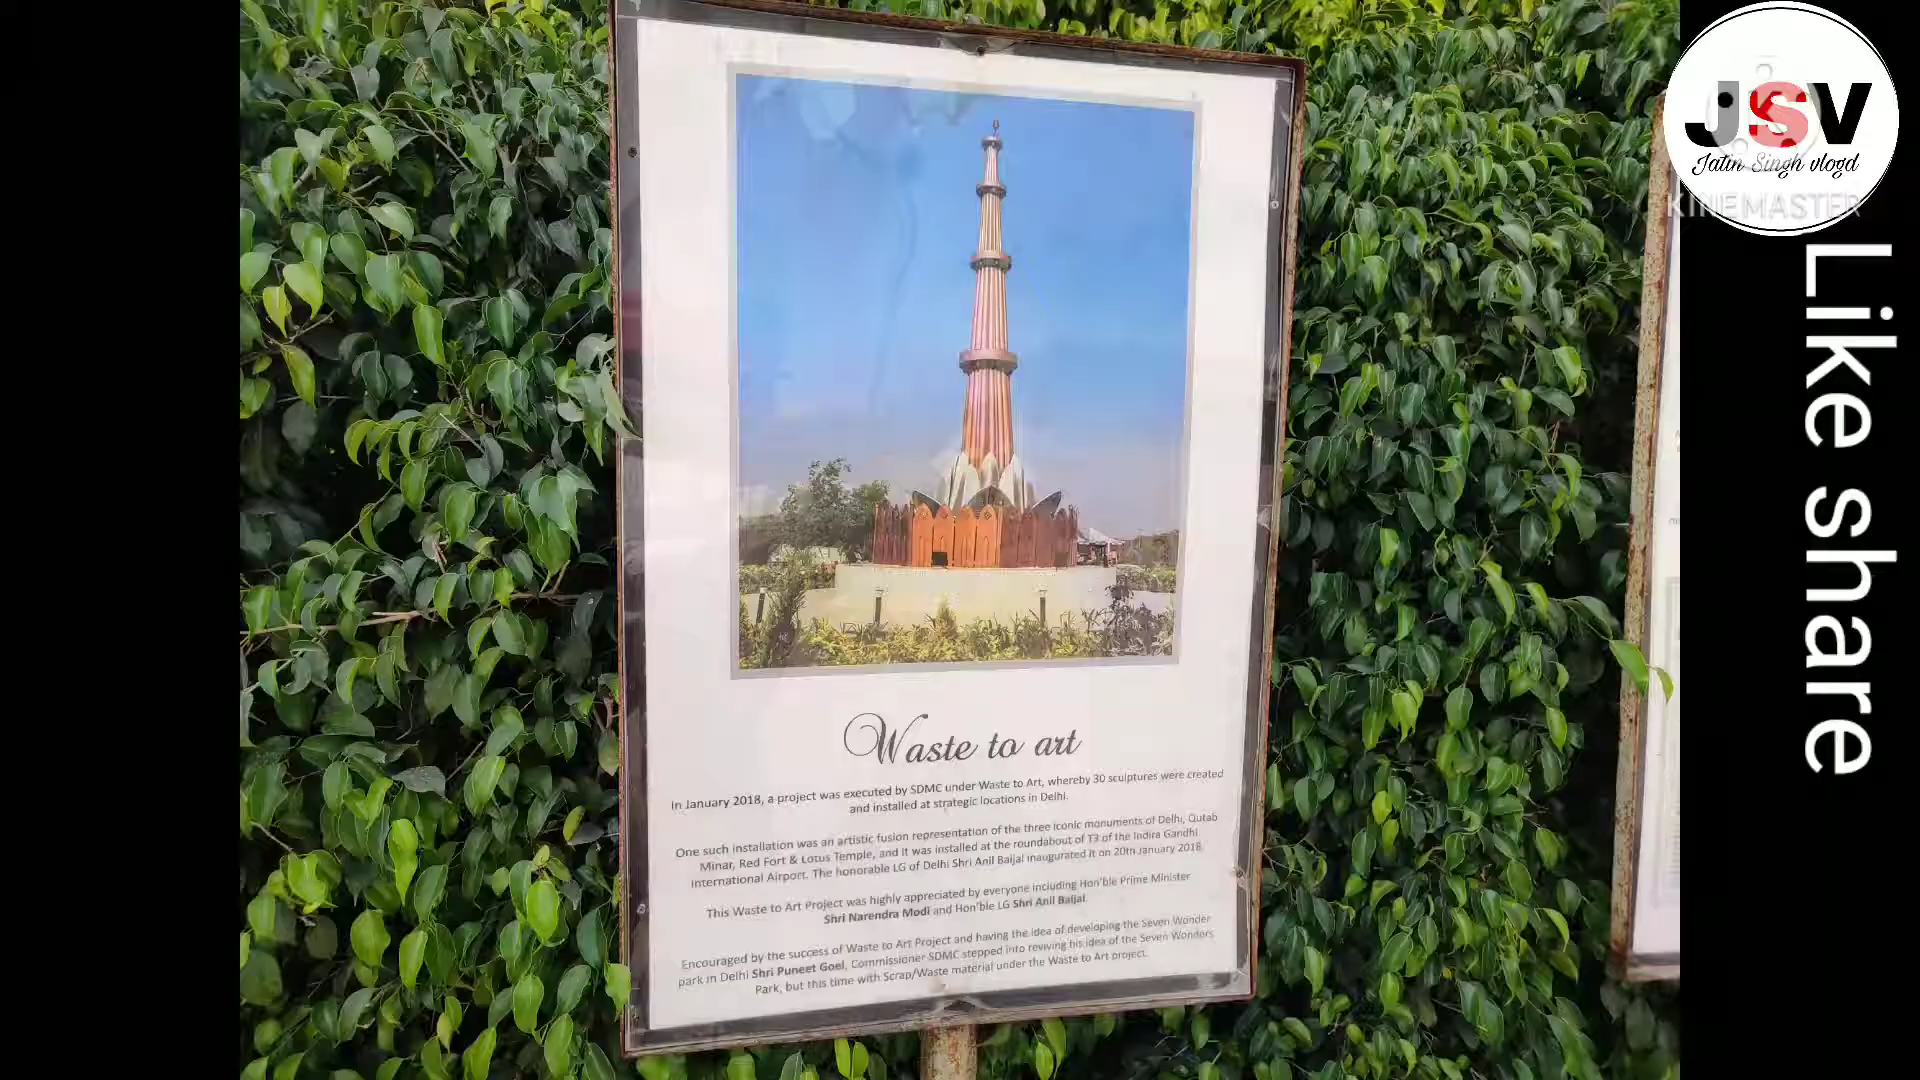 JSV
Jatin Singh vlogd
KINEMASTER
Like share
Waste to art
In January 2018, a project was executed by SDMC under Waste to Art, whereby 30 sculptures were created
and installed at strategic locations in Delhi.
One such installation was an artistic fusion representation of the three iconic monuments of Delhi, Qutab
Minar, Red Fort & Lotus Temple, and it was installed at the roundabout of T3 of the Indira Gandhi
International Airport. The honorable LG of Delhi Shri Anil Baijal inaugurated it on 20th January 2018.
This Waste to Art Project was highly appreciated by everyone including Hon'ble Prime Minister
Shri Narendra Modi and Hon'ble LG Shri Anil Baijal.
Encouraged by the success of Waste to Art Project and having the idea of developing the Seven Wonder
park in Delhi Shri Puneet Goel, Commissioner SDMC stepped into reviving his idea of the Seven Wonders
Park, but this time with Scrap/Waste material under the Waste to Art project.